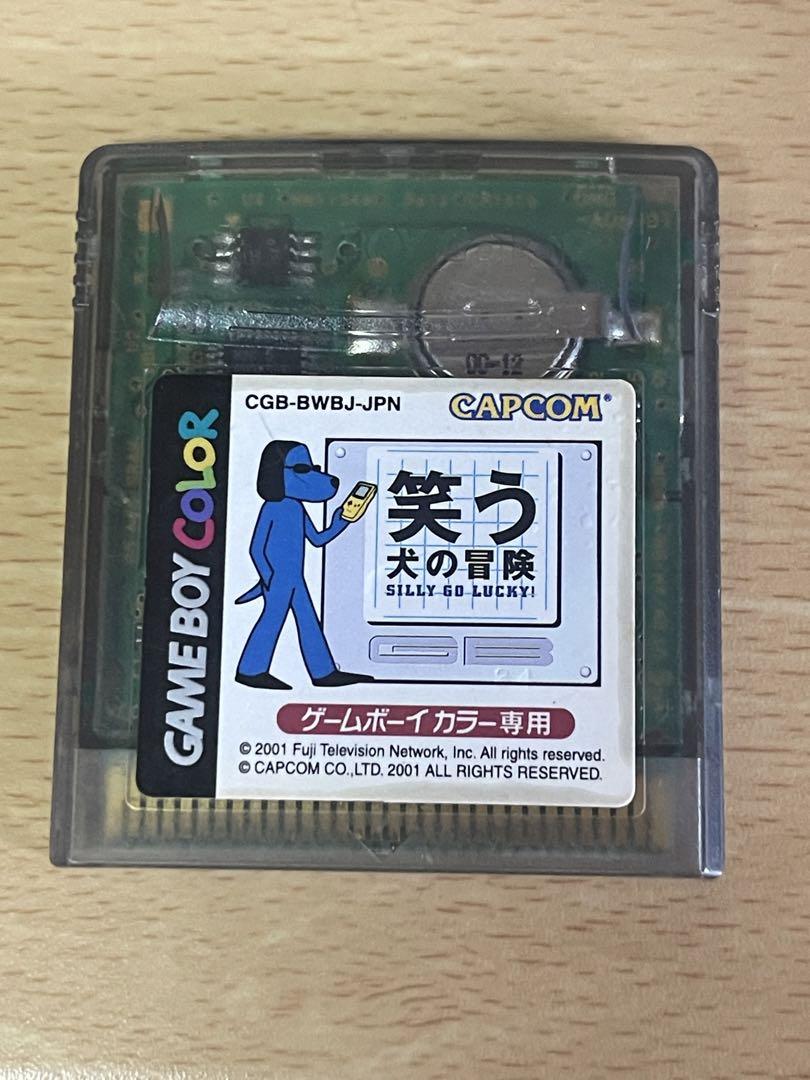 00-12
CGB-BWBJ-JPN
CAPCOM®
GAME BOY COLOR
笑う
犬の冒険
SILLY GO LUCKY!
GB
ゲームボーイカラー専用
© 2001 Fuji Television Network, Inc. All rights reserved.
© CAPCOM CO.,LTD. 2001 ALL RIGHTS RESERVED.